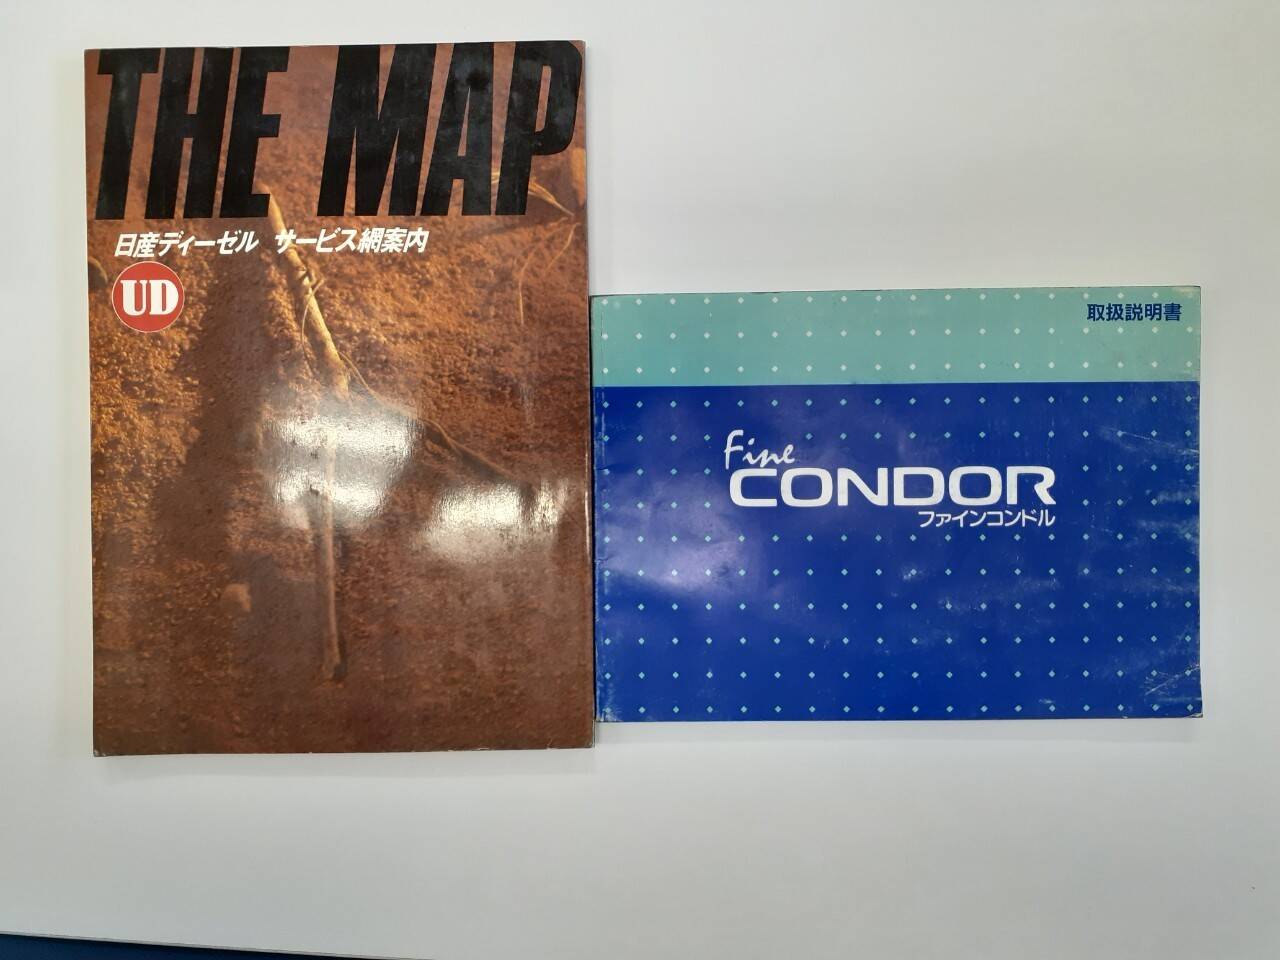 THE MAP
日産ディーゼル サービス網案内
UD
取扱説明書
Fine
CONDOR
ファインコンドル